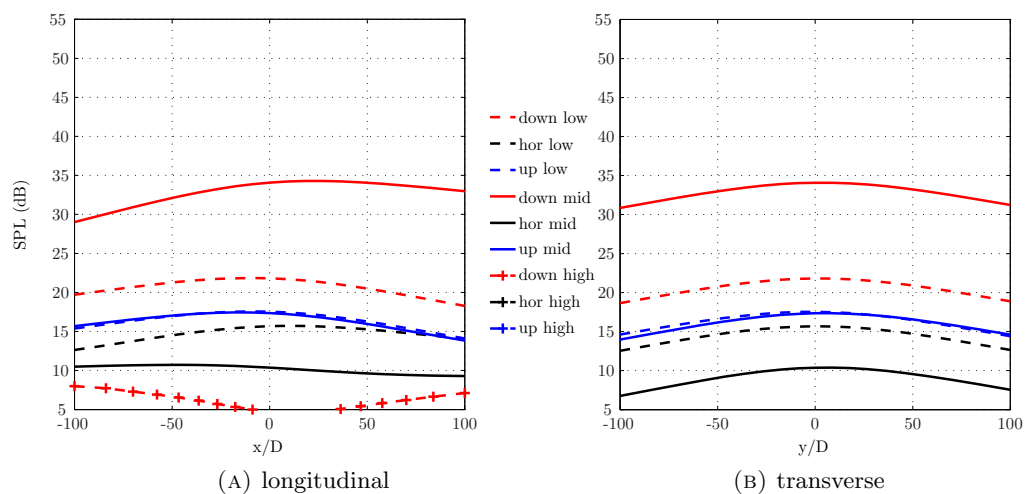 55
50
45
40
35
30
25
20
15
10
5
SPL (dB)
-100 -50 0 50 100
x/D
(A) longitudinal
down low
hor low
up low
down mid
hor mid
up mid
down high
hor high
up high
55
50
45
40
35
30
25
20
15
10
5
-100 -50 0 50 100
y/D
(B) transverse